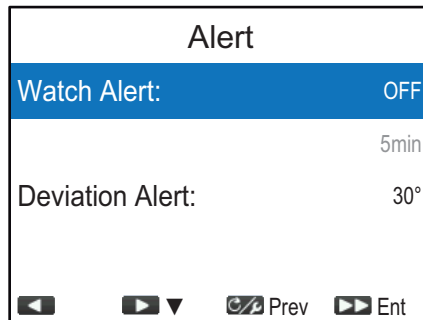 Alert
Watch Alert: OFF
5min
Deviation Alert: 30°
▼ Prev Ent